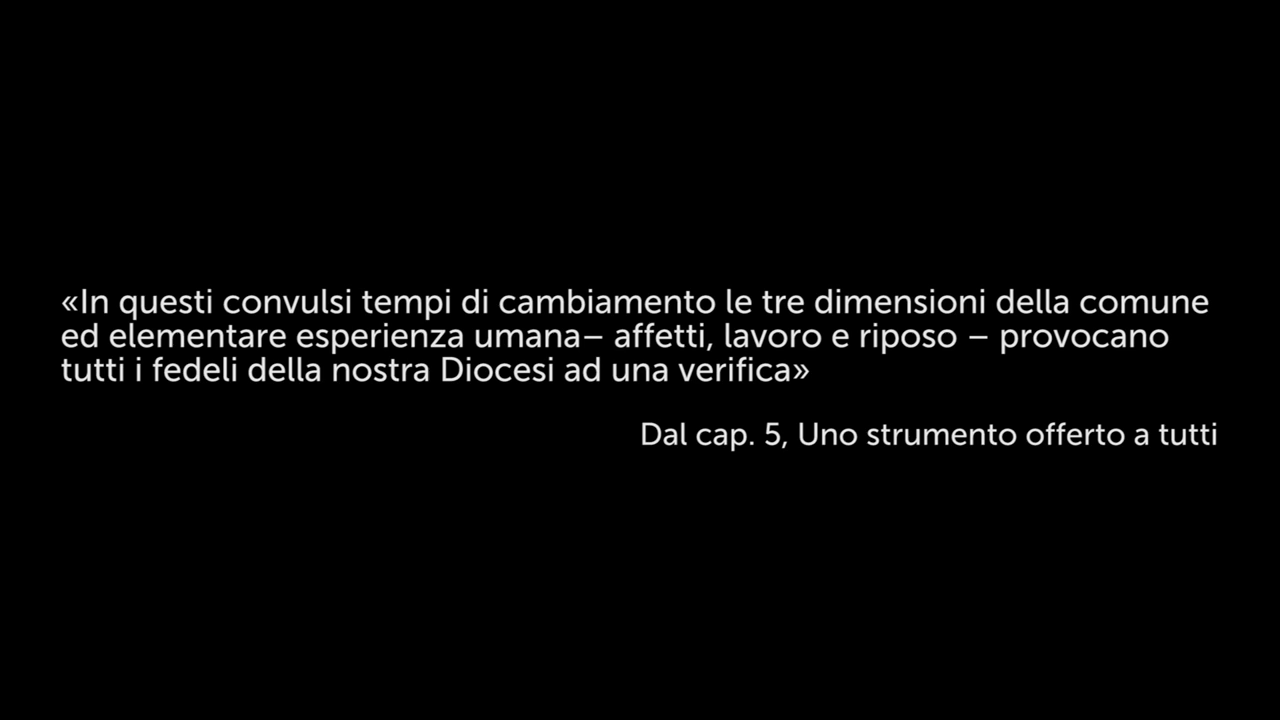 «In questi convulsi tempi di cambiamento le tre dimensioni della comune
ed elementare esperienza umana– affetti, lavoro e riposo – provocano
tutti i fedeli della nostra Diocesi ad una verifica»
Dal cap. 5, Uno strumento offerto a tutti